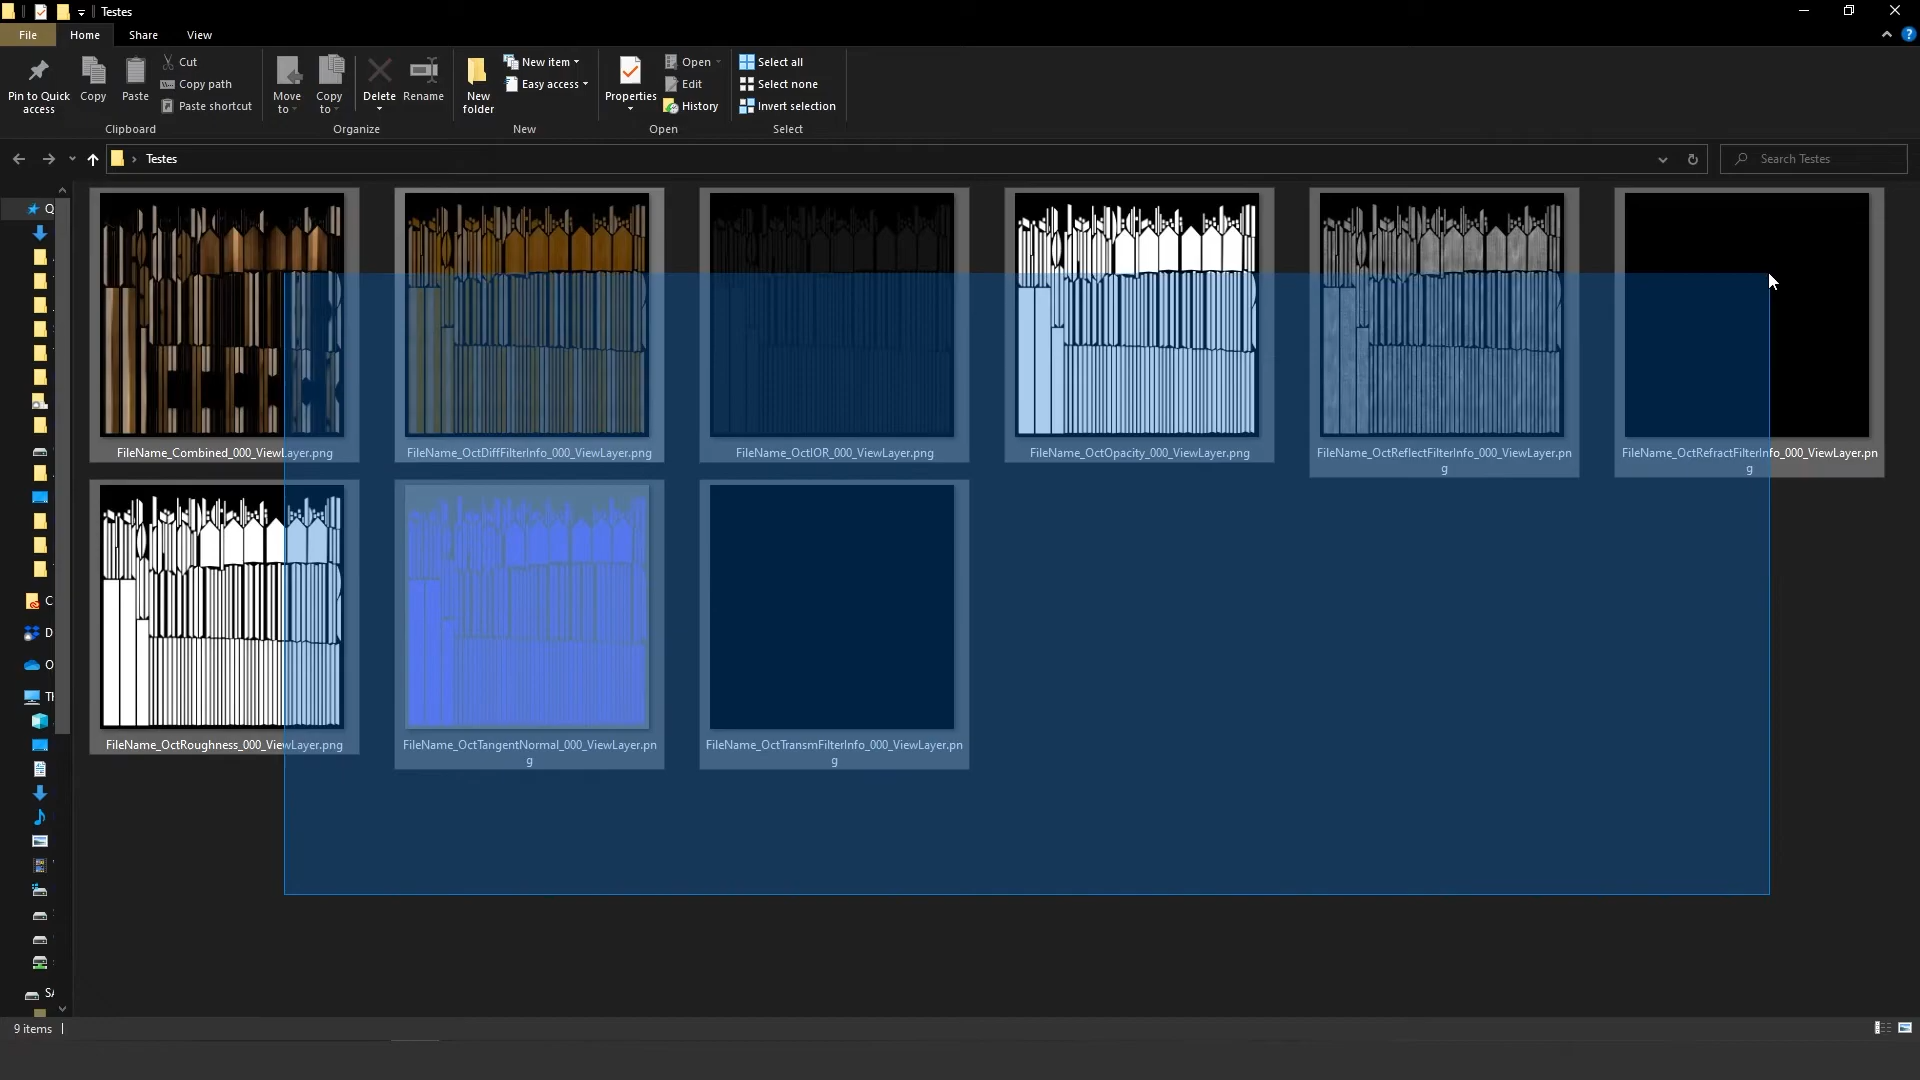 Testes
File Home Share View
Pin to Quick access
Copy
Paste
Cut
Copy path
Paste shortcut
Clipboard
Move to
Copy to
Delete
Rename
Organize
New folder
New item
Easy access
New
Properties
Open
Edit
History
Open
Select all
Select none
Invert selection
Select
Testes
Search Testes
FileName_Combined_000_ViewLayer.png
FileName_OctDiffFilterInfo_000_ViewLayer.png
FileName_OctIOR_000_ViewLayer.png
FileName_OctOpacity_000_ViewLayer.png
FileName_OctReflectFilterInfo_000_ViewLayer.pn
g
FileName_OctRefractFilterInfo_000_ViewLayer.pn
g
FileName_OctRoughness_000_ViewLayer.png
FileName_OctTangentNormal_000_ViewLayer.pn
g
FileName_OctTransmFilterInfo_000_ViewLayer.pn
g
9 items